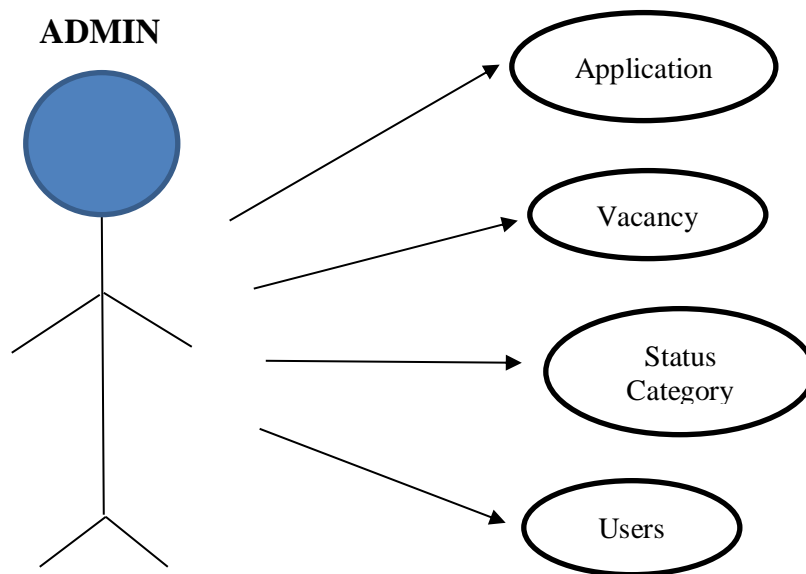 ADMIN
Application
Vacancy
Status
Category
Users